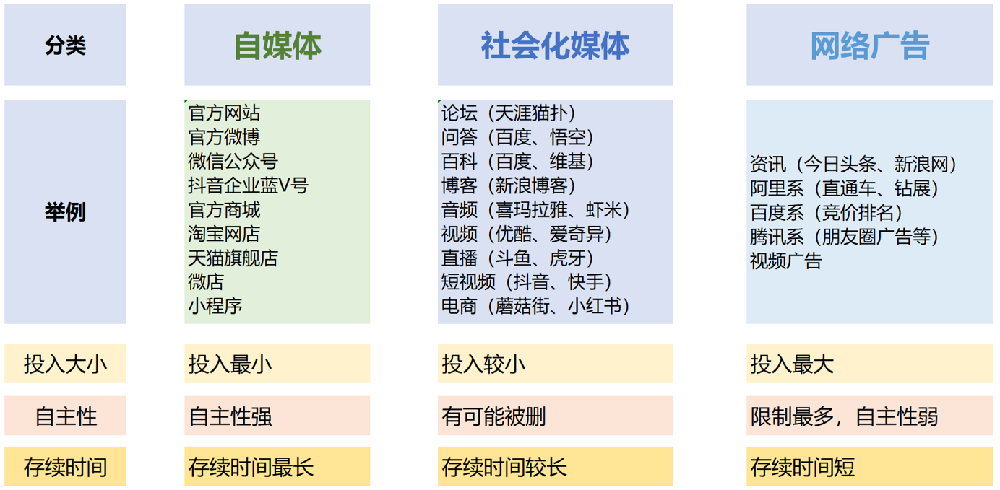 分类
自媒体
社会化媒体
网络广告
举例
官方网站
官方微博
微信公众号
抖音企业蓝V号
官方商城
淘宝网店
天猫旗舰店
微店
小程序
论坛（天涯猫扑）
问答（百度、悟空）
百科（百度、维基）
博客（新浪博客）
音频（喜玛拉雅、虾米）
视频（优酷、爱奇异）
直播（斗鱼、虎牙）
短视频（抖音、快手）
电商（蘑菇街、小红书）
资讯（今日头条、新浪网）
阿里系（直通车、钻展）
百度系（竞价排名）
腾讯系（朋友圈广告等）
视频广告
投入大小
投入最小
投入较小
投入最大
自主性
自主性强
有可能被删
限制最多，自主性弱
存续时间
存续时间最长
存续时间较长
存续时间短